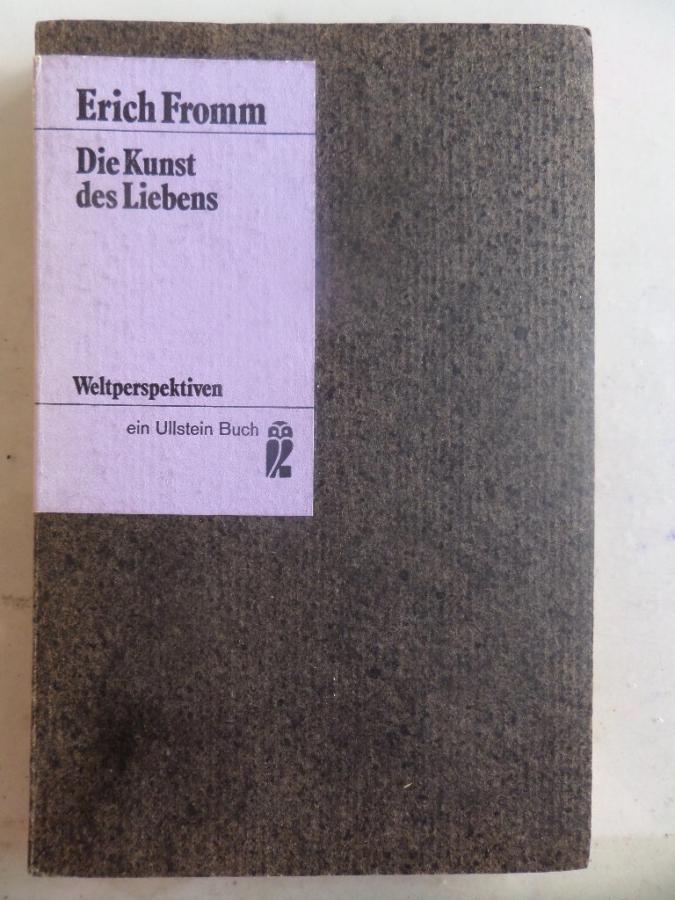 Erich Fromm
Die Kunst
des Liebens
Weltperspektiven
ein Ullstein Buch